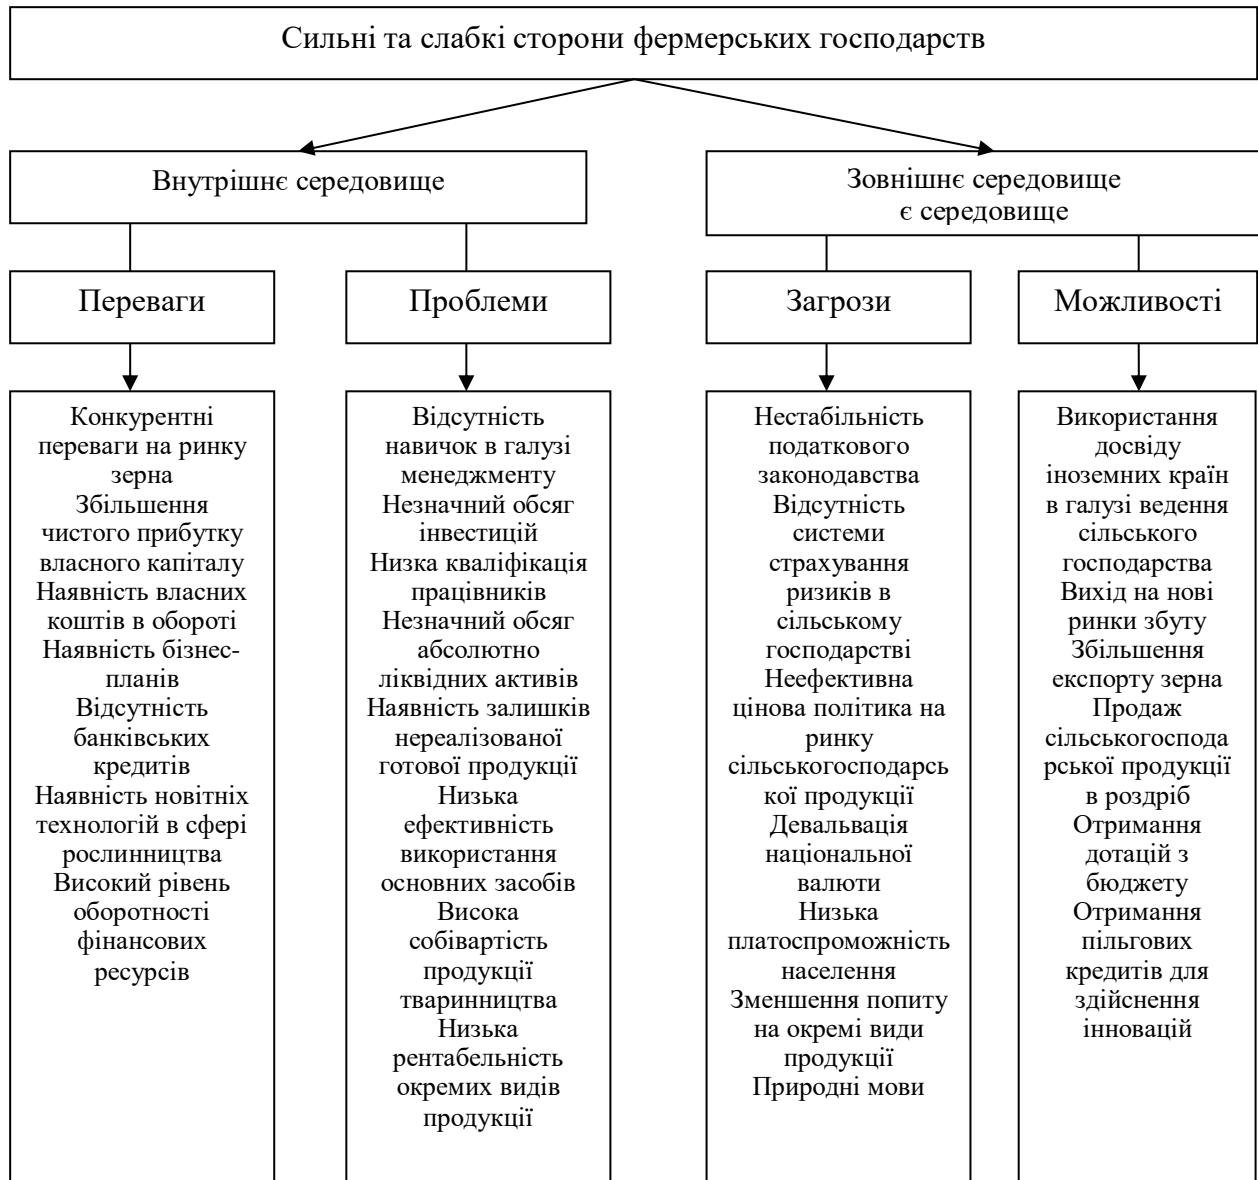 Сильні та слабкі сторони фермерських господарств
Внутрішнє середовище
Зовнішнє середовище
є середовище
Переваги
Проблеми
Загрози
Можливості
Конкурентні
переваги на ринку
зерна
Збільшення
чистого прибутку
власного капіталу
Наявність власних
коштів в обороті
Наявність бізнес-
планів
Відсутність
банківських
кредитів
Наявність новітніх
технологій в сфері
рослинництва
Високий рівень
оборотності
фінансових
ресурсів
Відсутність
навичок в галузі
менеджменту
Незначний обсяг
інвестицій
Низка кваліфікація
працівників
Незначний обсяг
абсолютно
ліквідних активів
Наявність залишків
нереалізованої
готової продукції
Низька
ефективність
використання
основних засобів
Висока
собівартість
продукції
тваринництва
Низька
рентабельність
окремих видів
продукції
Нестабільність
податкового
законодавства
Відсутність
системи
страхування
ризиків в
сільському
господарстві
Неефективна
цінова політика на
ринку
сільськогосподарсь
кої продукції
Девальвація
національної
валюти
Низька
платоспроможність
населення
Зменшення попиту
на окремі види
продукції
Природні мови
Використання
досвіду
іноземних країн
в галузі ведення
сільського
господарства
Вихід на нові
ринки збуту
Збільшення
експорту зерна
Продаж
сільськогоспода
рської продукції
в роздріб
Отримання
дотацій з
бюджету
Отримання
пільгових
кредитів для
здійснення
інновацій